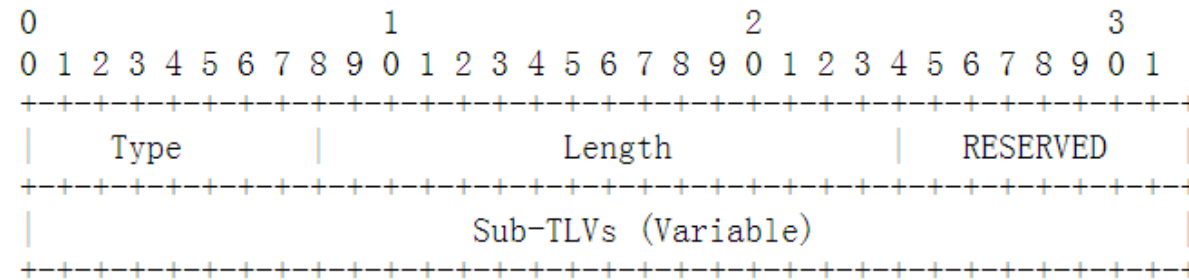 0                   1                   2                   3
0 1 2 3 4 5 6 7 8 9 0 1 2 3 4 5 6 7 8 9 0 1 2 3 4 5 6 7 8 9 0 1
+-+-+-+-+-+-+-+-+-+-+-+-+-+-+-+-+-+-+-+-+-+-+-+-+-+-+-+-+-+-+-+-+
|    Type       |             Length            |   RESERVED    |
+-+-+-+-+-+-+-+-+-+-+-+-+-+-+-+-+-+-+-+-+-+-+-+-+-+-+-+-+-+-+-+-+
|                        Sub-TLVs (Variable)                    |
+-+-+-+-+-+-+-+-+-+-+-+-+-+-+-+-+-+-+-+-+-+-+-+-+-+-+-+-+-+-+-+-+